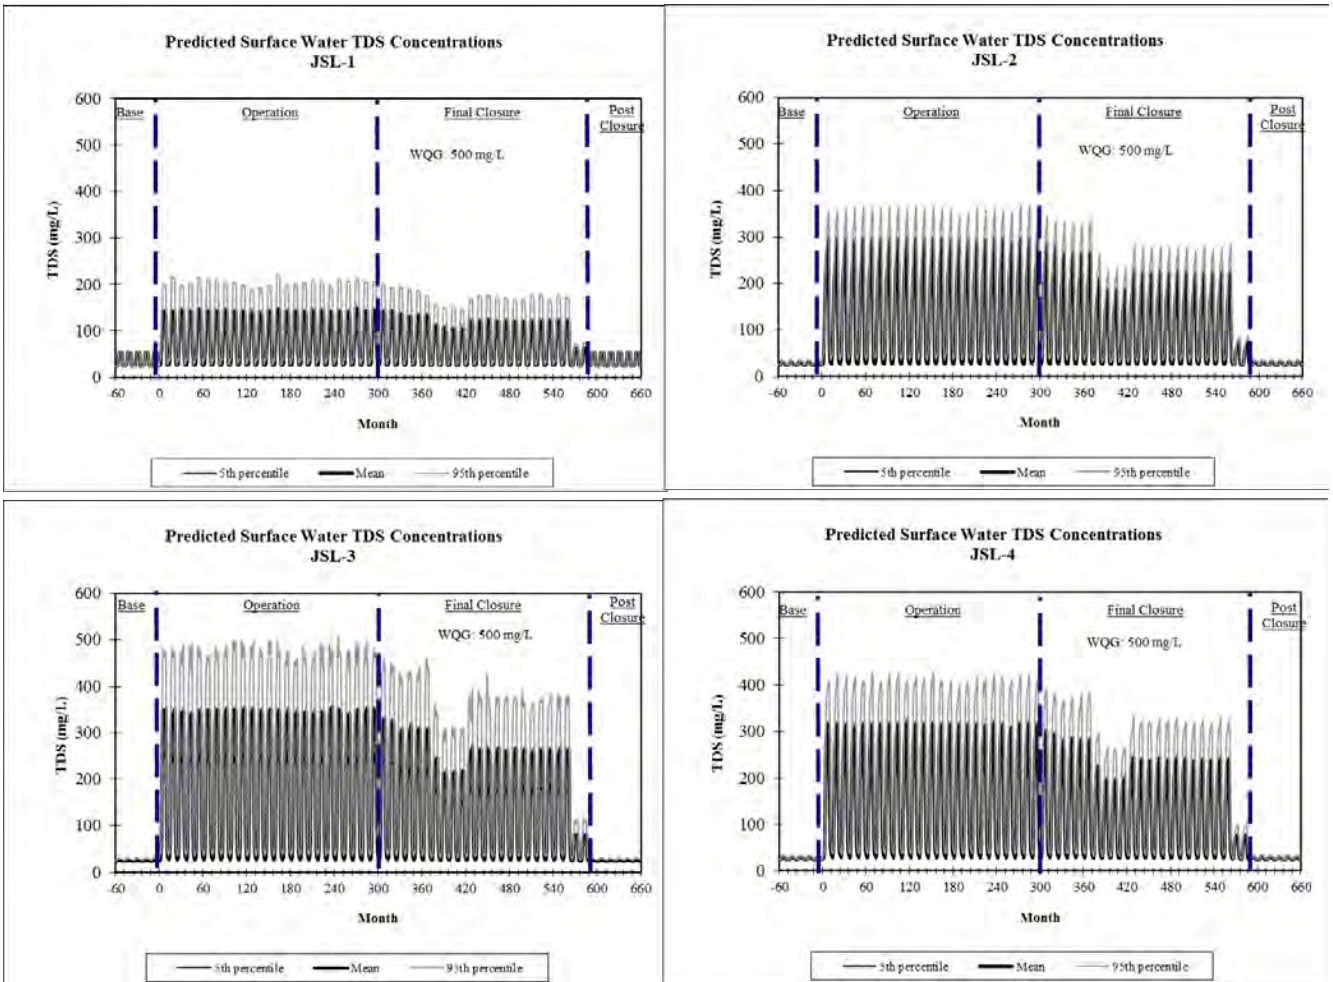 Predicted Surface Water TDS Concentrations
JSL-1
600
500
400
300
200
100
0
TDS (mg/L)
Base
Operation
Final Closure
Post
Closure
WQG: 500 mg/L
-60 0 60 120 180 240 300 360 420 480 540 600 660
Month
5th percentile Mean 95th percentile
Predicted Surface Water TDS Concentrations
JSL-2
600
500
400
300
200
100
0
TDS (mg/L)
Base
Operation
Final Closure
Post
Closure
WQG: 500 mg/L
-60 0 60 120 180 240 300 360 420 480 540 600 660
Month
5th percentile Mean 95th percentile
Predicted Surface Water TDS Concentrations
JSL-3
600
500
400
300
200
100
0
TDS (mg/L)
Base
Operation
Final Closure
Post
Closure
WQG: 500 mg/L
-60 0 60 120 180 240 300 360 420 480 540 600 660
Month
5th percentile Mean 95th percentile
Predicted Surface Water TDS Concentrations
JSL-4
600
500
400
300
200
100
0
TDS (mg/L)
Base
Operation
Final Closure
Post
Closure
WQG: 500 mg/L
-60 0 60 120 180 240 300 360 420 480 540 600 660
Month
5th percentile Mean 95th percentile